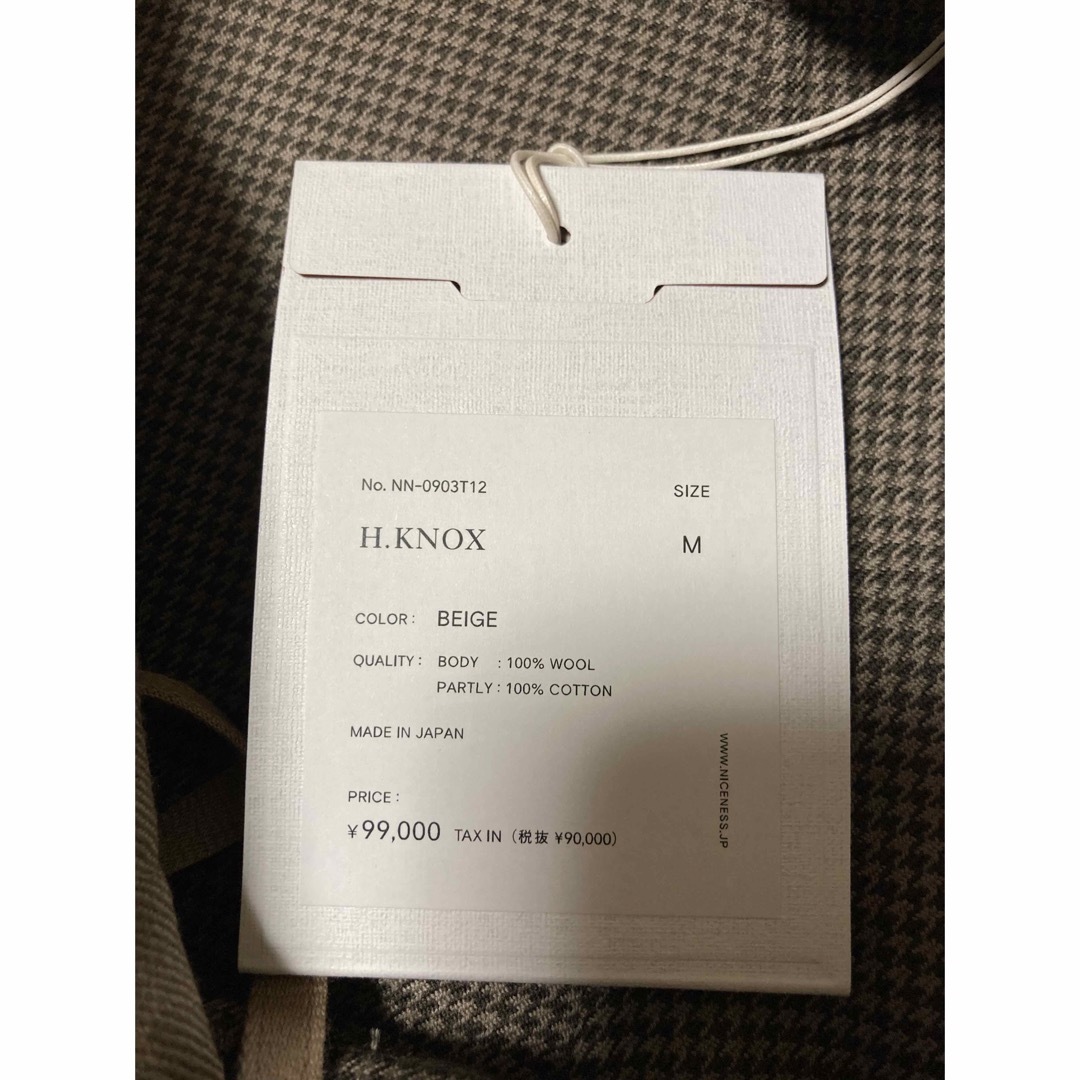 No. NN-0903T12
SIZE
H.KNOX
M
COLOR: BEIGE
QUALITY: BODY : 100% WOOL
PARTLY : 100% COTTON
MADE IN JAPAN
PRICE :
¥99,000 TAX IN (税抜 ¥90,000)
WWW.NICENESS.JP